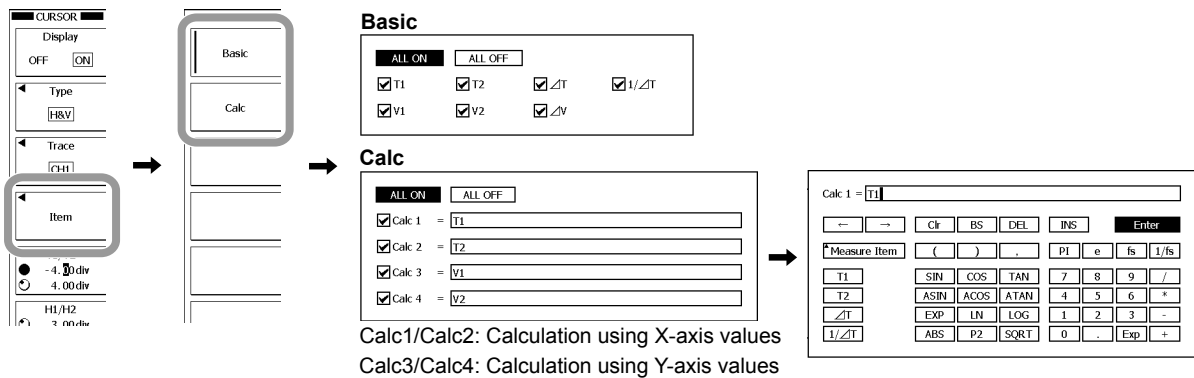 CURSOR
Display
OFF ON
Type
H&V
Trace
CH1
Item
-4.00div
4.00div
H1/H2
3.00div
Basic
Calc
Basic
ALL ON ALL OFF
T1 T2 ⊿T 1/⊿T
V1 V2 ⊿V
Calc
ALL ON ALL OFF
Calc 1 = T1
Calc 2 = T2
Calc 3 = V1
Calc 4 = V2
Calc1/Calc2: Calculation using X-axis values
Calc3/Calc4: Calculation using Y-axis values
Calc 1 = T1
← → Clr BS DEL INS Enter
Measure Item ( ) , PI e fs 1/fs
T1 SIN COS TAN 7 8 9 /
T2 ASIN ACOS ATAN 4 5 6 *
⊿T EXP LN LOG 1 2 3 -
1/⊿T ABS P2 SQRT 0 . Exp +